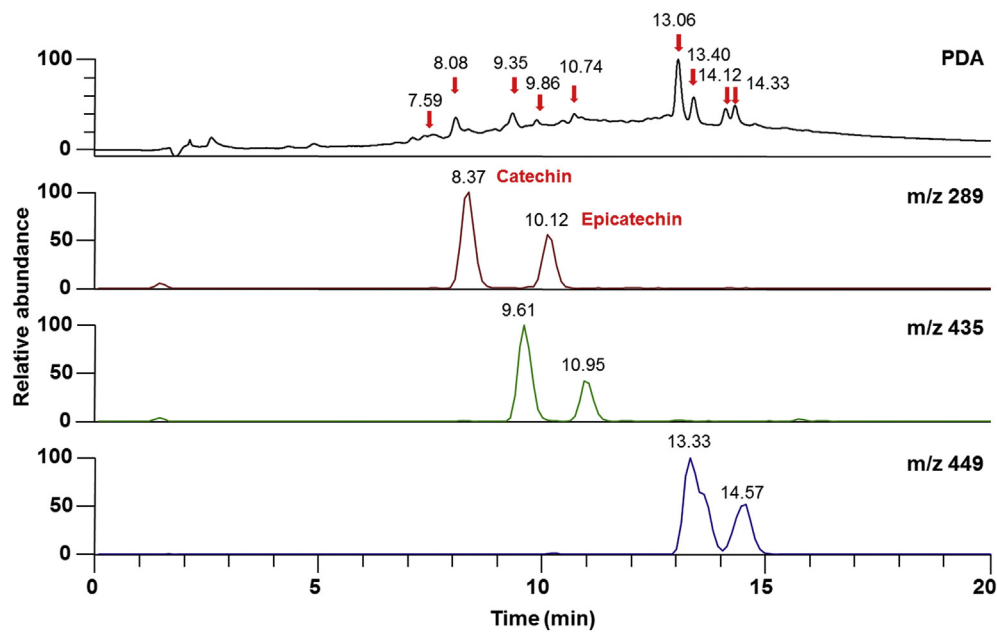 13.06
PDA
100
8.08
9.35
10.74
13.40
9.86
14.12
14.33
7.59
0
Relative abundance
8.37 Catechin
m/z 289
100
10.12 Epicatechin
50
0
9.61
m/z 435
100
10.95
50
0
13.33
m/z 449
100
14.57
50
0
0 5 10 15 20
Time (min)